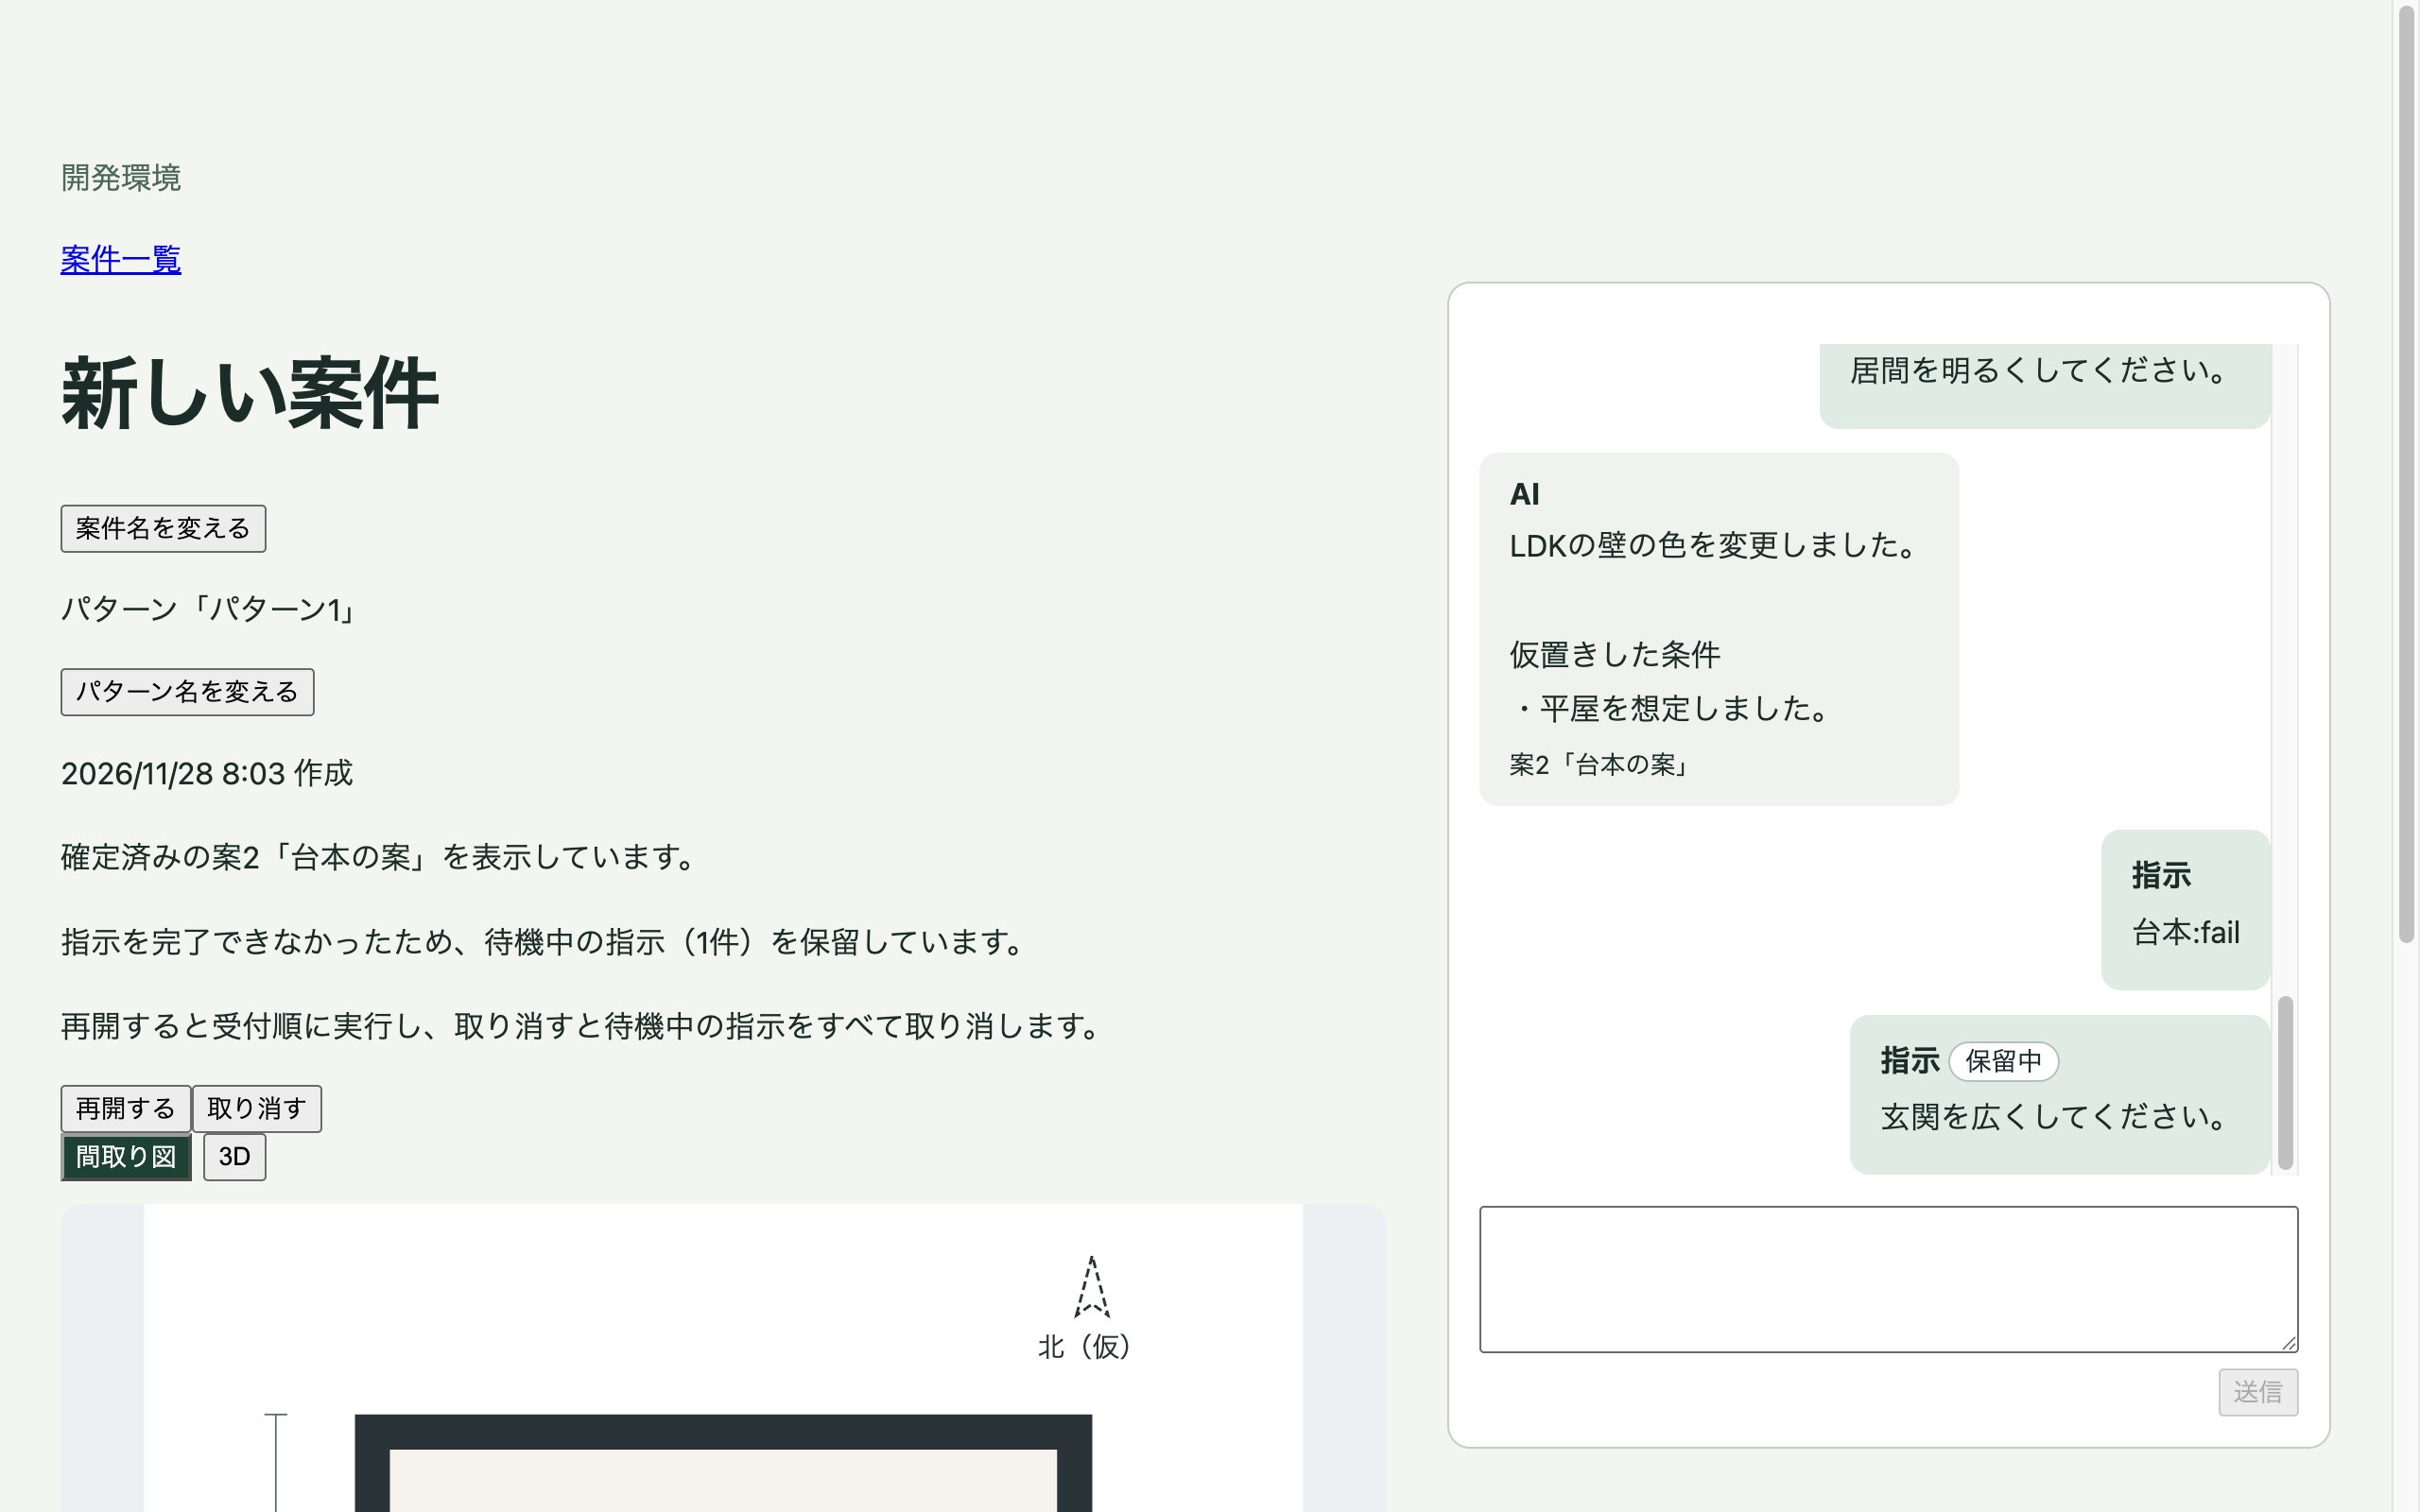 開発環境
案件一覧
新しい案件
案件名を変える
パターン「パターン1」
パターン名を変える
2026/11/28 8:03 作成
確定済みの案2「台本の案」を表示しています。
指示を完了できなかったため、待機中の指示（1件）を保留しています。
再開すると受付順に実行し、取り消すと待機中の指示をすべて取り消します。
再開する 取り消す
間取り図 3D
北（仮）
居間を明るくしてください。
AI
LDKの壁の色を変更しました。
仮置きした条件
・平屋を想定しました。
案2「台本の案」
指示
台本:fail
指示 保留中
玄関を広くしてください。
送信